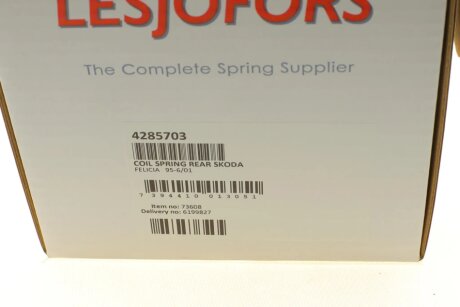 LESJÖFORS
The Complete Spring Supplier
4285703
COIL SPRING REAR SKODA
FELICIA 95-6/01
7 394410 013051
Item no: 73608
Delivery no: 6199827